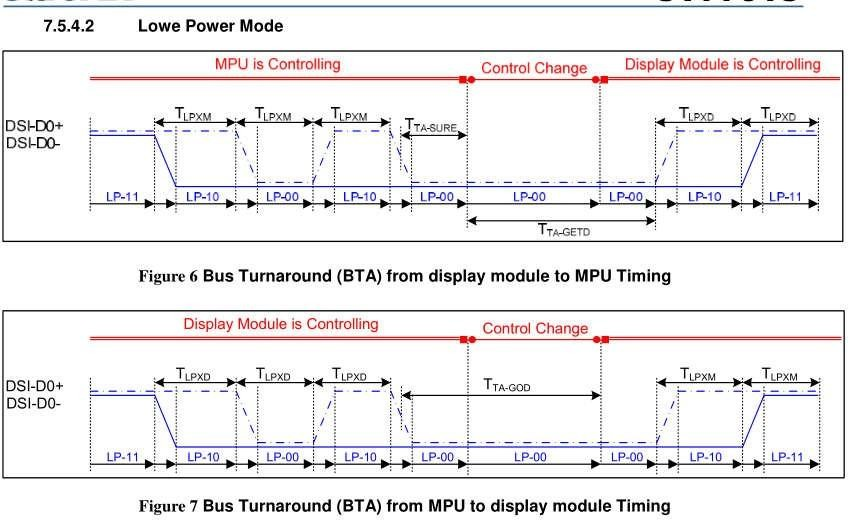 7.5.4.2 Lowe Power Mode
MPU is Controlling Control Change Display Module is Controlling
TLPXM TLPXM TLPXM TTA-SURE TLPXD TLPXD
DSI-D0+
DSI-D0-
LP-11 LP-10 LP-00 LP-10 LP-00 LP-00 LP-00 LP-10 LP-11
TTA-GETD
Figure 6 Bus Turnaround (BTA) from display module to MPU Timing
Display Module is Controlling Control Change
TLPXD TLPXD TLPXD TTA-GOD TLPXM TLPXM
DSI-D0+
DSI-D0-
LP-11 LP-10 LP-00 LP-10 LP-00 LP-00 LP-00 LP-10 LP-11
Figure 7 Bus Turnaround (BTA) from MPU to display module Timing